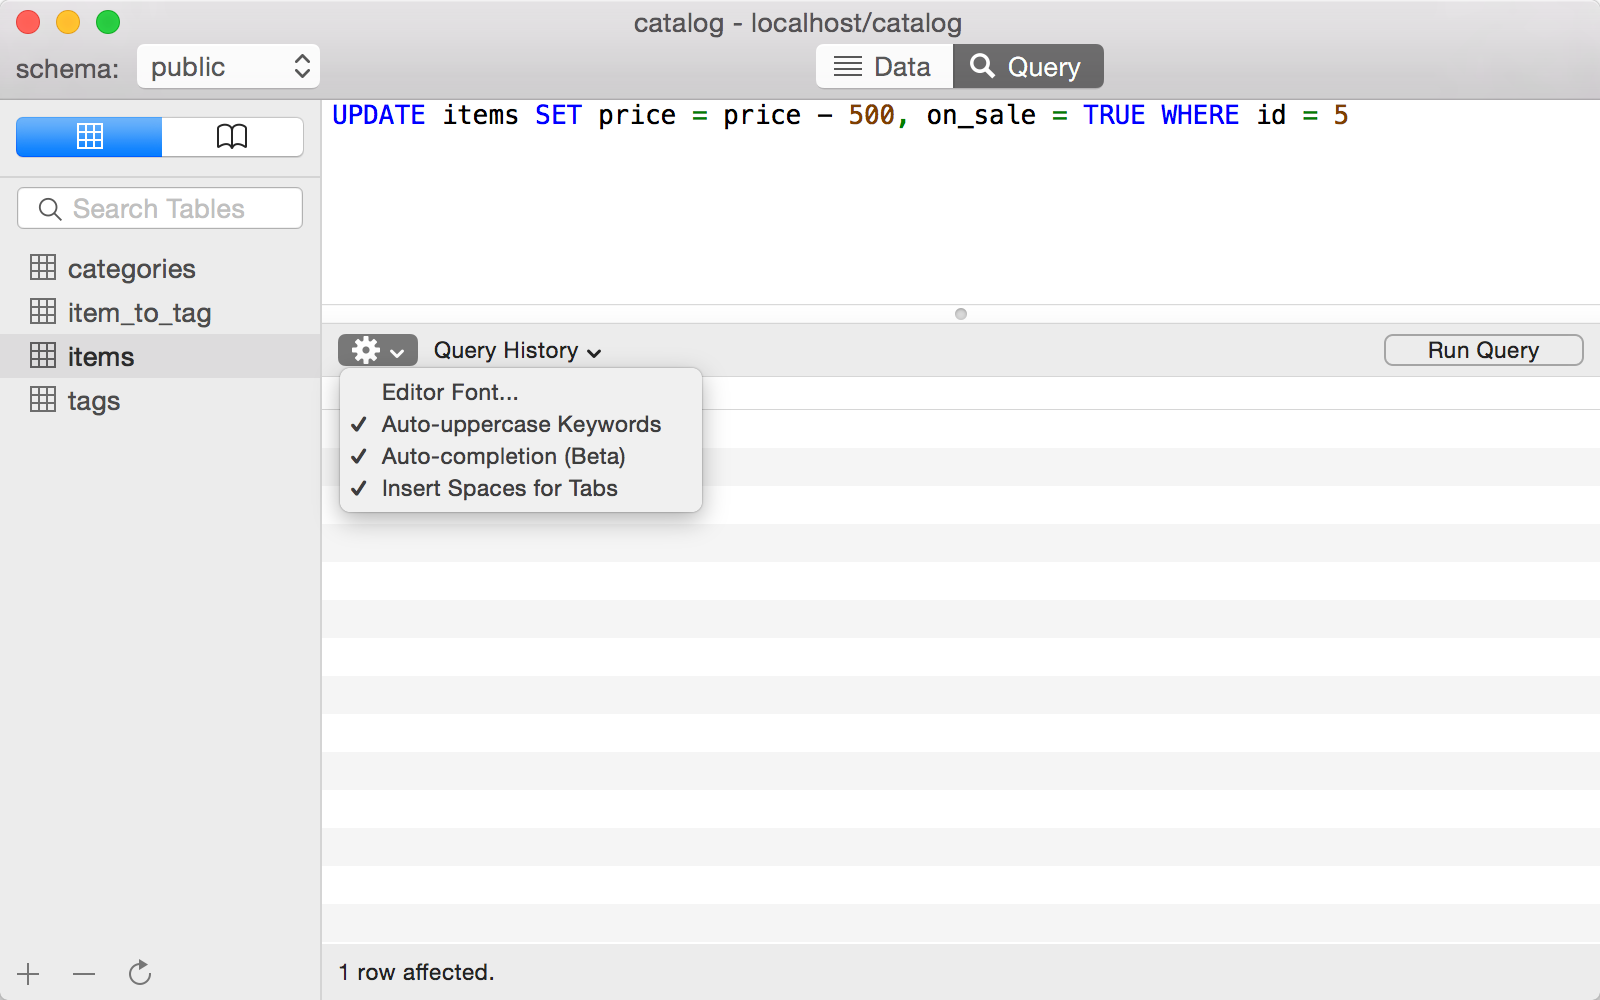 catalog - localhost/catalog
schema: public
Data
Query
UPDATE items SET price = price - 500, on_sale = TRUE WHERE id = 5
Search Tables
categories
item_to_tag
items
tags
Query History
Run Query
Editor Font...
✓ Auto-uppercase Keywords
✓ Auto-completion (Beta)
✓ Insert Spaces for Tabs
1 row affected.